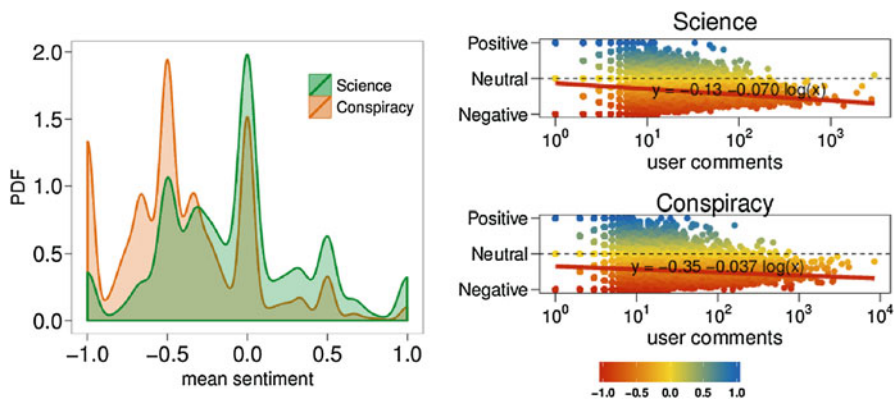 2.0
1.5
1.0
0.5
0.0
PDF
Science
Conspiracy
−1.0 −0.5 0.0 0.5 1.0
mean sentiment
Science
Positive
Neutral
Negative
y = −0.13 −0.070 log(x)
10^0 10^1 10^2 10^3
user comments
Conspiracy
Positive
Neutral
Negative
y = −0.35 −0.037 log(x)
10^0 10^1 10^2 10^3 10^4
user comments
-1.0 -0.5 0.0 0.5 1.0